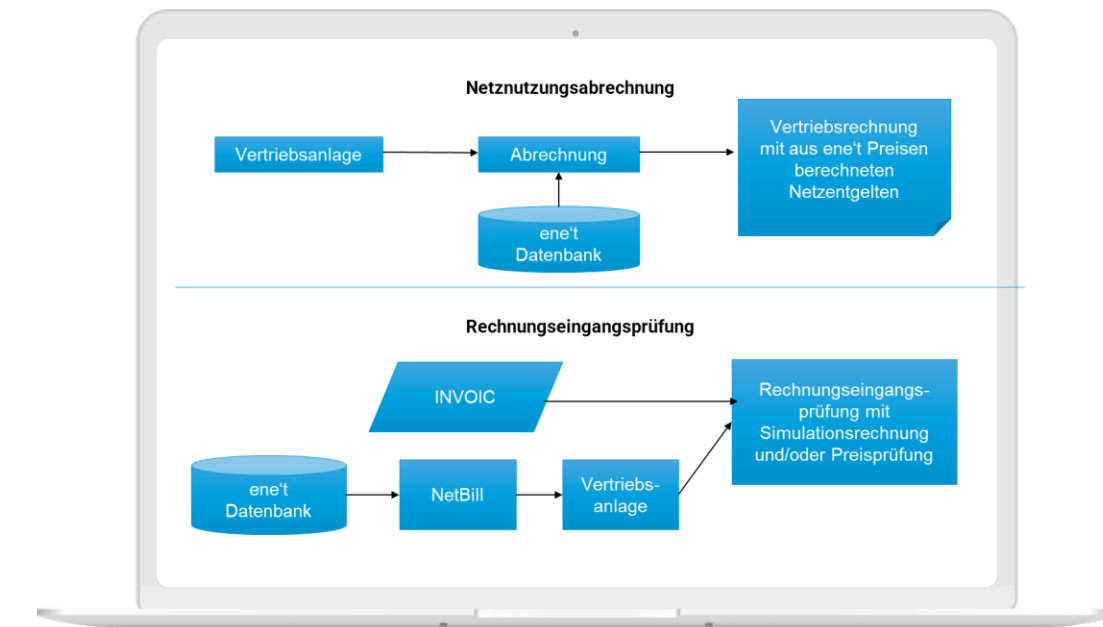 Netznutzungsabrechnung
Vertriebsanlage
Abrechnung
Vertriebsrechnung
mit aus ene‘t Preisen
berechneten
Netzentgelten
ene‘t
Datenbank
Rechnungseingangsprüfung
INVOIC
Rechnungseingangs-
prüfung mit
Simulationsrechnung
und/oder Preisprüfung
ene‘t
Datenbank
NetBill
Vertriebs-
anlage